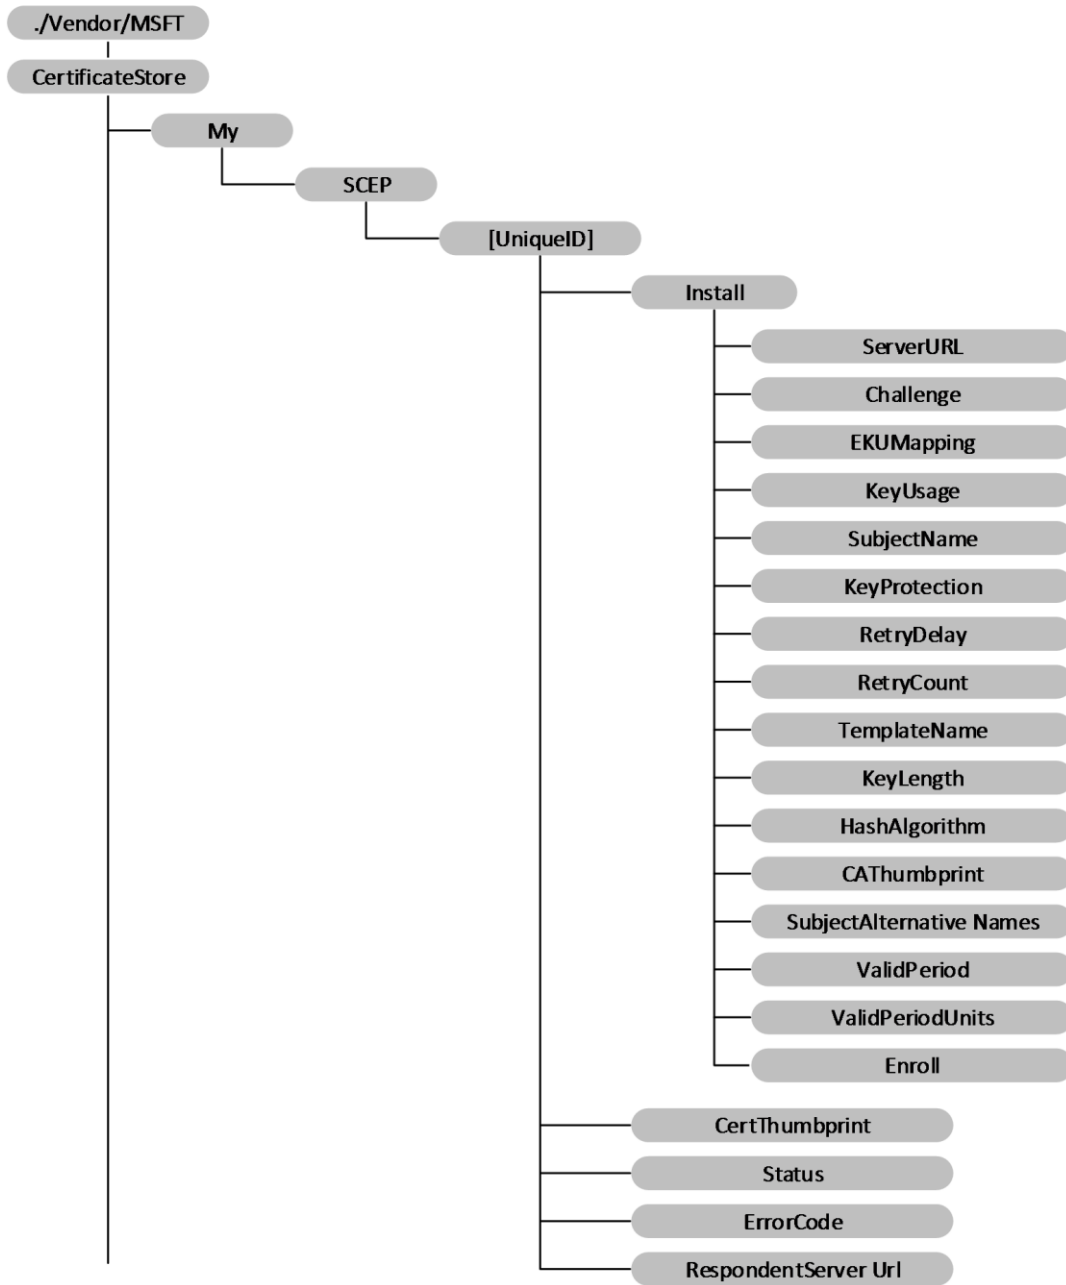 ./Vendor/MSFT
CertificateStore
My
SCEP
[UniqueID]
Install
ServerURL
Challenge
EKUMapping
KeyUsage
SubjectName
KeyProtection
RetryDelay
RetryCount
TemplateName
KeyLength
HashAlgorithm
CAThumbprint
SubjectAlternative Names
ValidPeriod
ValidPeriodUnits
Enroll
CertThumbprint
Status
ErrorCode
RespondentServer Url